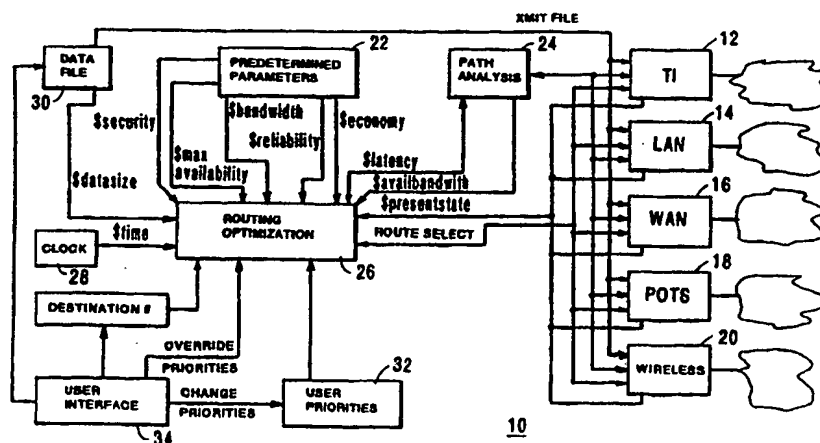 XMIT FILE
22
24
12
DATA FILE
30
PREDETERMINED
PARAMETERS
PATH
ANALYSIS
TI
$security
$bandwidth
$reliability
$economy
14
LAN
$max
availability
$latency
$datasize
$availbandwith
$presentstate
16
WAN
ROUTING
OPTIMIZATION
ROUTE SELECT
CLOCK
28
$time
26
18
POTS
DESTINATION #
OVERRIDE
PRIORITIES
32
20
WIRELESS
USER
INTERFACE
34
CHANGE
PRIORITIES
USER
PRIORITIES
10